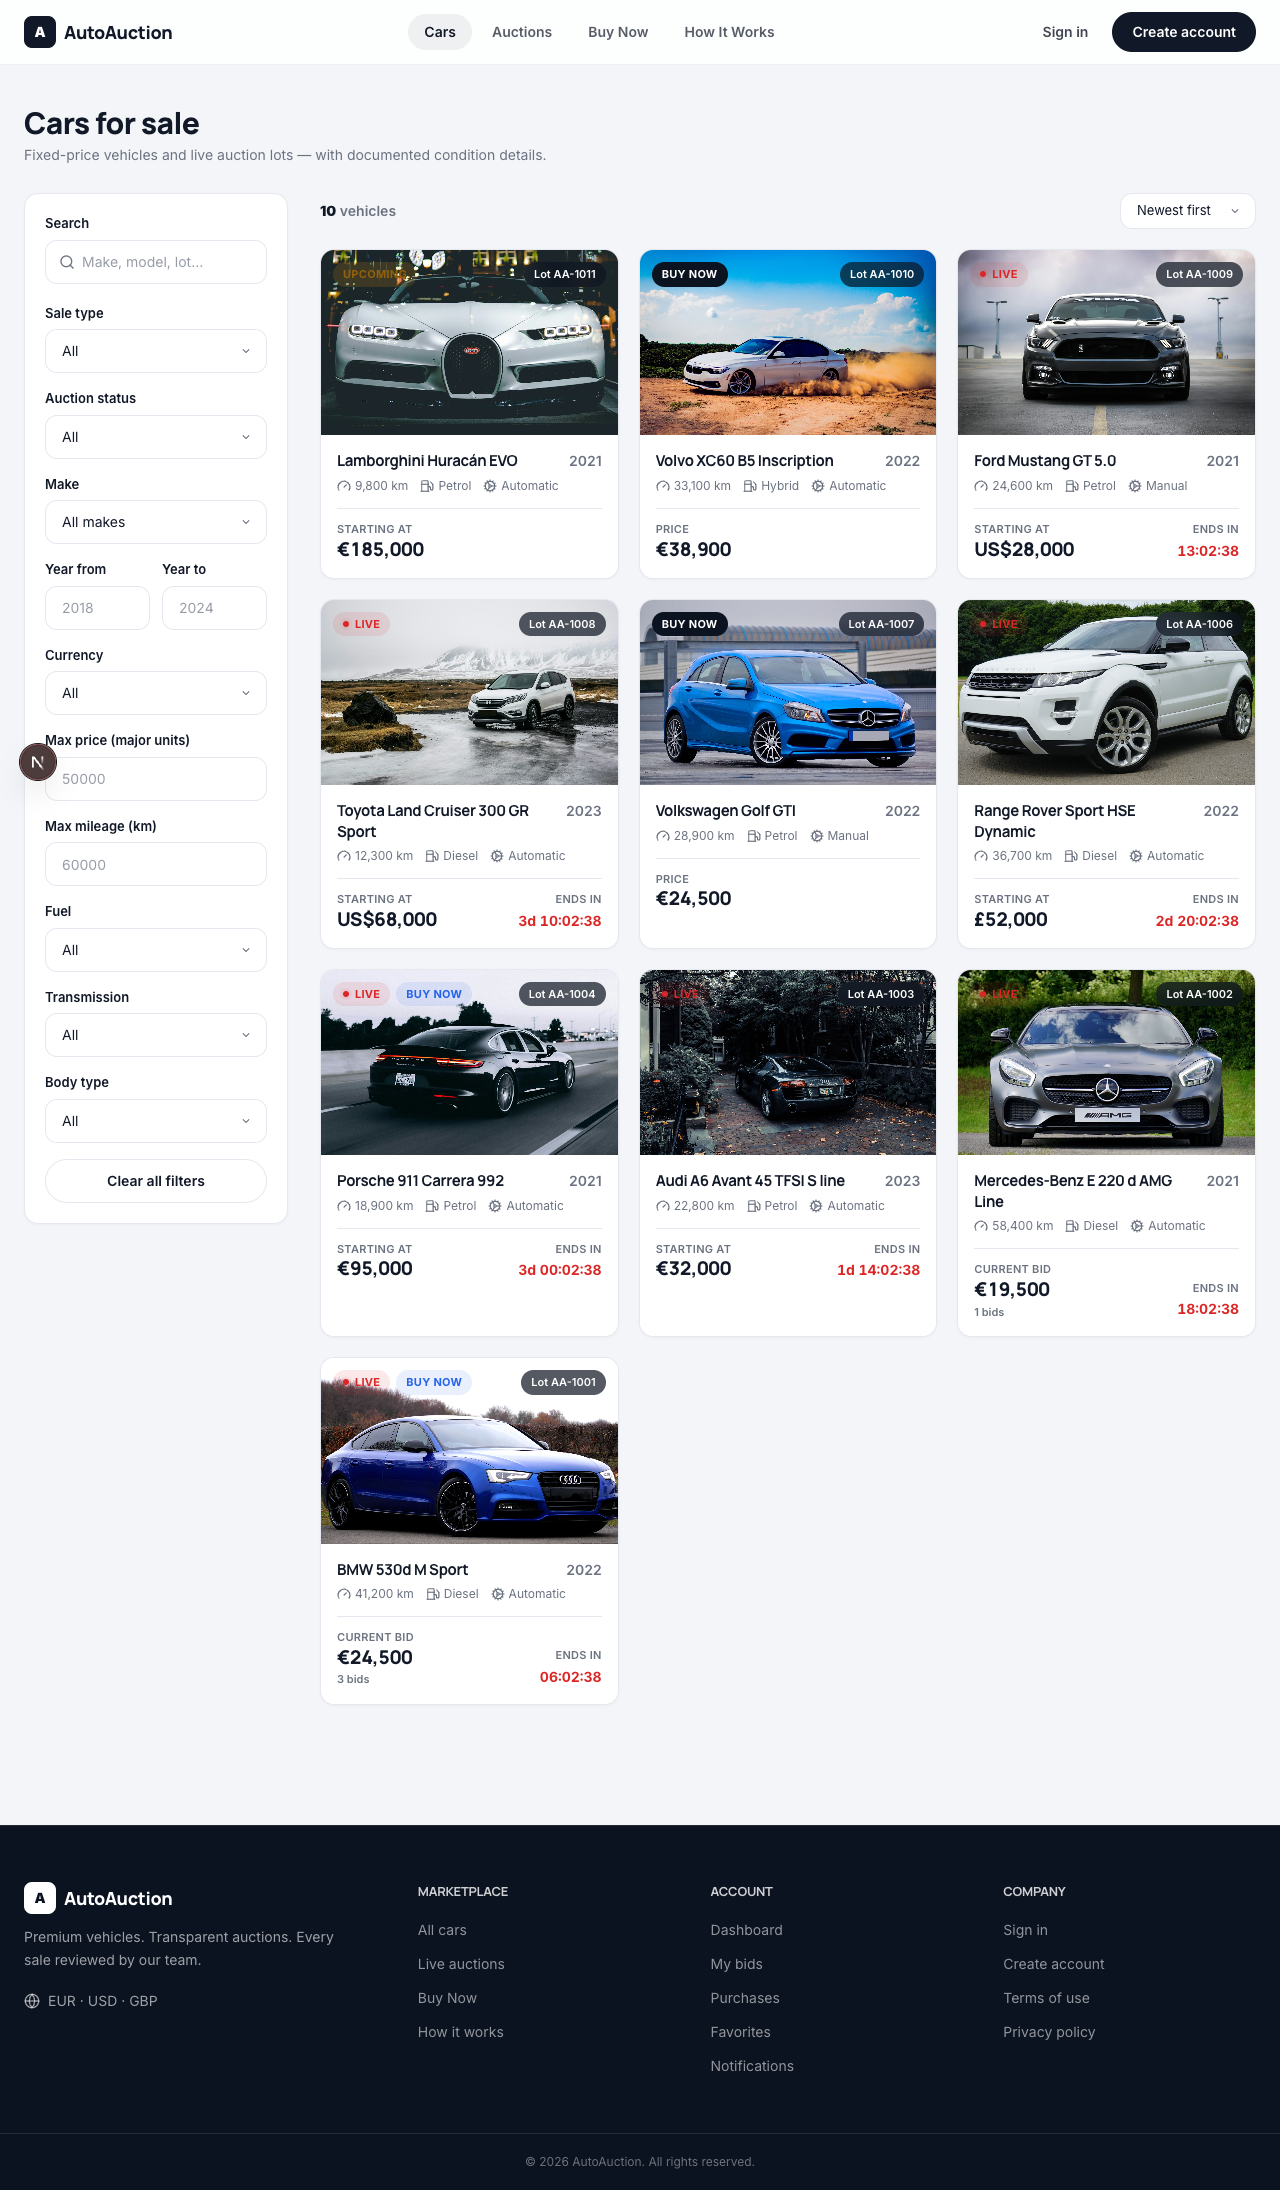 A AutoAuction
Cars Auctions Buy Now How It Works
Sign in Create account
Cars for sale
Fixed-price vehicles and live auction lots — with documented condition details.
Search
Make, model, lot...
Sale type
All
Auction status
All
Make
All makes
Year from Year to
2018 2024
Currency
All
Max price (major units)
50000
Max mileage (km)
60000
Fuel
All
Transmission
All
Body type
All
Clear all filters
N
10 vehicles
Newest first
UPCOMING Lot AA-1011
Lamborghini Huracán EVO 2021
9,800 km Petrol Automatic
STARTING AT
€185,000
BUY NOW Lot AA-1010
Volvo XC60 B5 Inscription 2022
33,100 km Hybrid Automatic
PRICE
€38,900
LIVE Lot AA-1009
Ford Mustang GT 5.0 2021
24,600 km Petrol Manual
STARTING AT ENDS IN
US$28,000 13:02:38
LIVE Lot AA-1008
Toyota Land Cruiser 300 GR 2023
Sport
12,300 km Diesel Automatic
STARTING AT ENDS IN
US$68,000 3d 10:02:38
BUY NOW Lot AA-1007
Volkswagen Golf GTI 2022
28,900 km Petrol Manual
PRICE
€24,500
LIVE Lot AA-1006
Range Rover Sport HSE 2022
Dynamic
36,700 km Diesel Automatic
STARTING AT ENDS IN
£52,000 2d 20:02:38
LIVE BUY NOW Lot AA-1004
Porsche 911 Carrera 992 2021
18,900 km Petrol Automatic
STARTING AT ENDS IN
€95,000 3d 00:02:38
LIVE Lot AA-1003
Audi A6 Avant 45 TFSI S line 2023
22,800 km Petrol Automatic
STARTING AT ENDS IN
€32,000 1d 14:02:38
LIVE Lot AA-1002
AMG
Mercedes-Benz E 220 d AMG 2021
Line
58,400 km Diesel Automatic
CURRENT BID
€19,500 ENDS IN
1 bids 18:02:38
LIVE BUY NOW Lot AA-1001
BMW 530d M Sport 2022
41,200 km Diesel Automatic
CURRENT BID
€24,500 ENDS IN
3 bids 06:02:38
A AutoAuction
Premium vehicles. Transparent auctions. Every
sale reviewed by our team.
EUR · USD · GBP
MARKETPLACE
All cars
Live auctions
Buy Now
How it works
ACCOUNT
Dashboard
My bids
Purchases
Favorites
Notifications
COMPANY
Sign in
Create account
Terms of use
Privacy policy
© 2026 AutoAuction. All rights reserved.